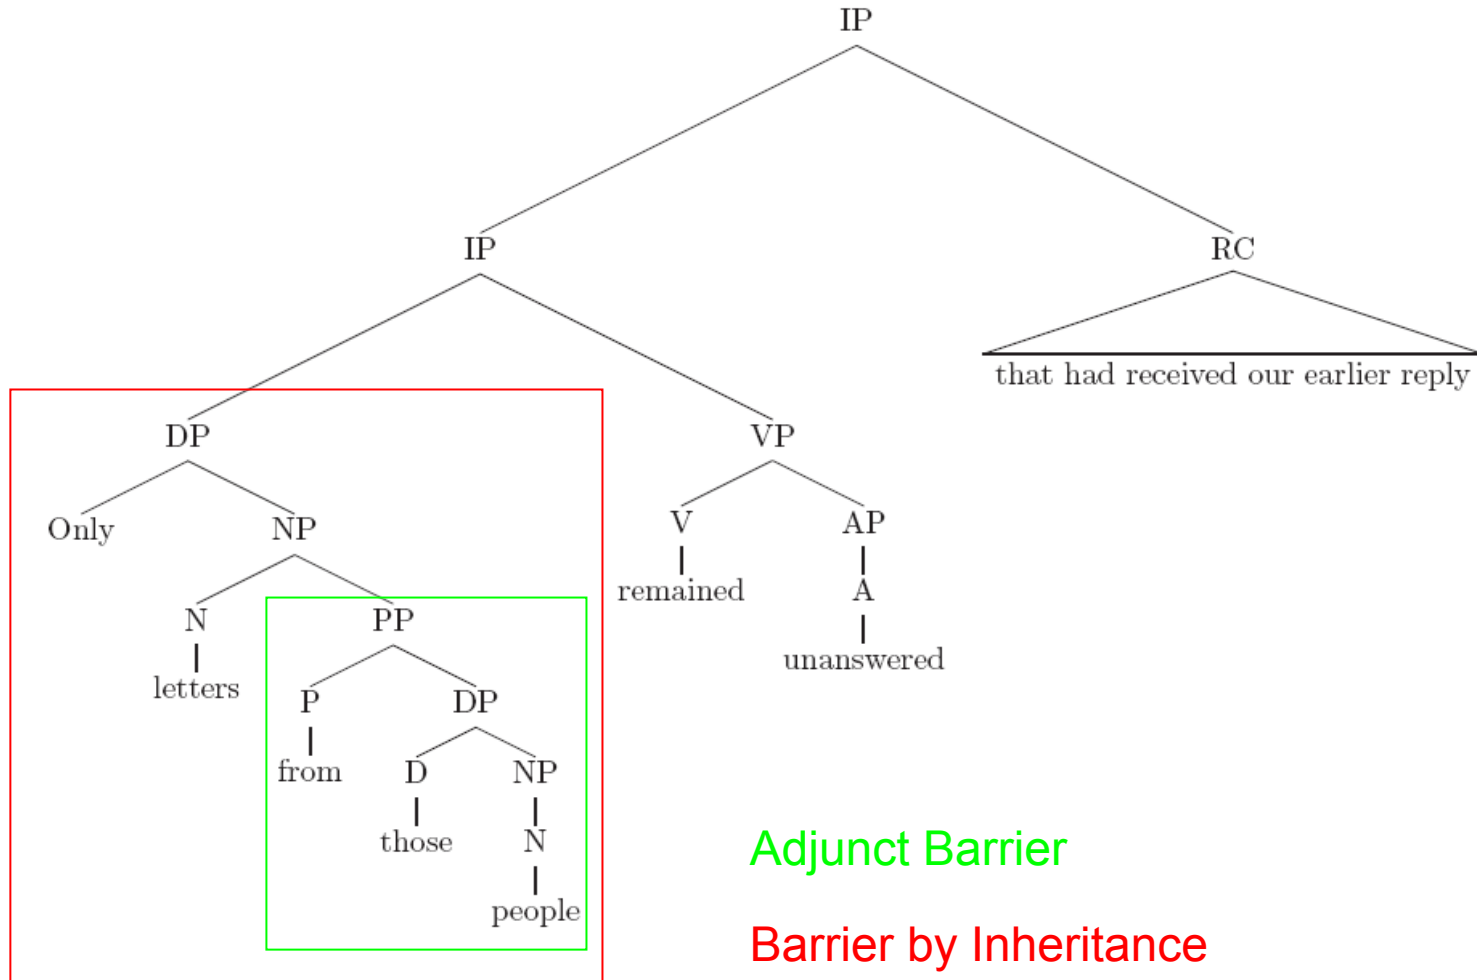 IP
IP RC
that had received our earlier reply
DP VP
Only NP V AP
remained A
N PP
letters unanswered
P DP
from D NP
those N
people
Adjunct Barrier
Barrier by Inheritance